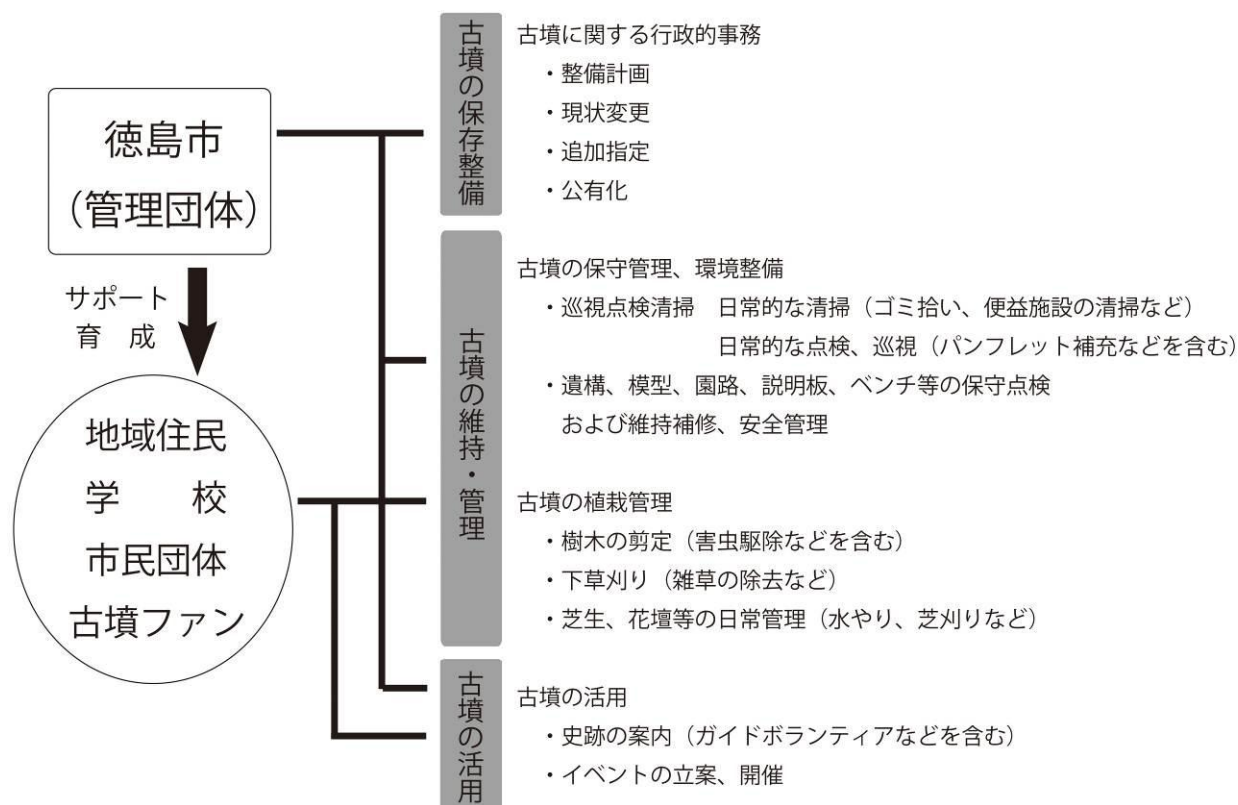 徳島市
（管理団体）
サポート
育　成
地域住民
学　　校
市民団体
古墳ファン
古墳の保存整備
古墳に関する行政的事務
・整備計画
・現状変更
・追加指定
・公有化
古墳の維持・管理
古墳の保守管理、環境整備
・巡視点検清掃　日常的な清掃（ゴミ拾い、便益施設の清掃など）
日常的な点検、巡視（パンフレット補充などを含む）
・遺構、模型、園路、説明板、ベンチ等の保守点検
および維持補修、安全管理
古墳の植栽管理
・樹木の剪定（害虫駆除などを含む）
・下草刈り（雑草の除去など）
・芝生、花壇等の日常管理（水やり、芝刈りなど）
古墳の活用
古墳の活用
・史跡の案内（ガイドボランティアなどを含む）
・イベントの立案、開催